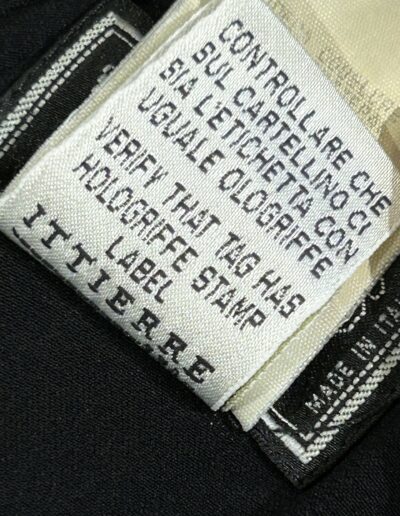 CONTROLLARE CHE
SUL CARTELLINO CI
SIA L'ETICHETTA CON
UGUALE OLOGRIFFE
VERIFY THAT TAG HAS
HOLOGRIFFE STAMP
LABEL
ITTIERRE
MADE IN ITAL